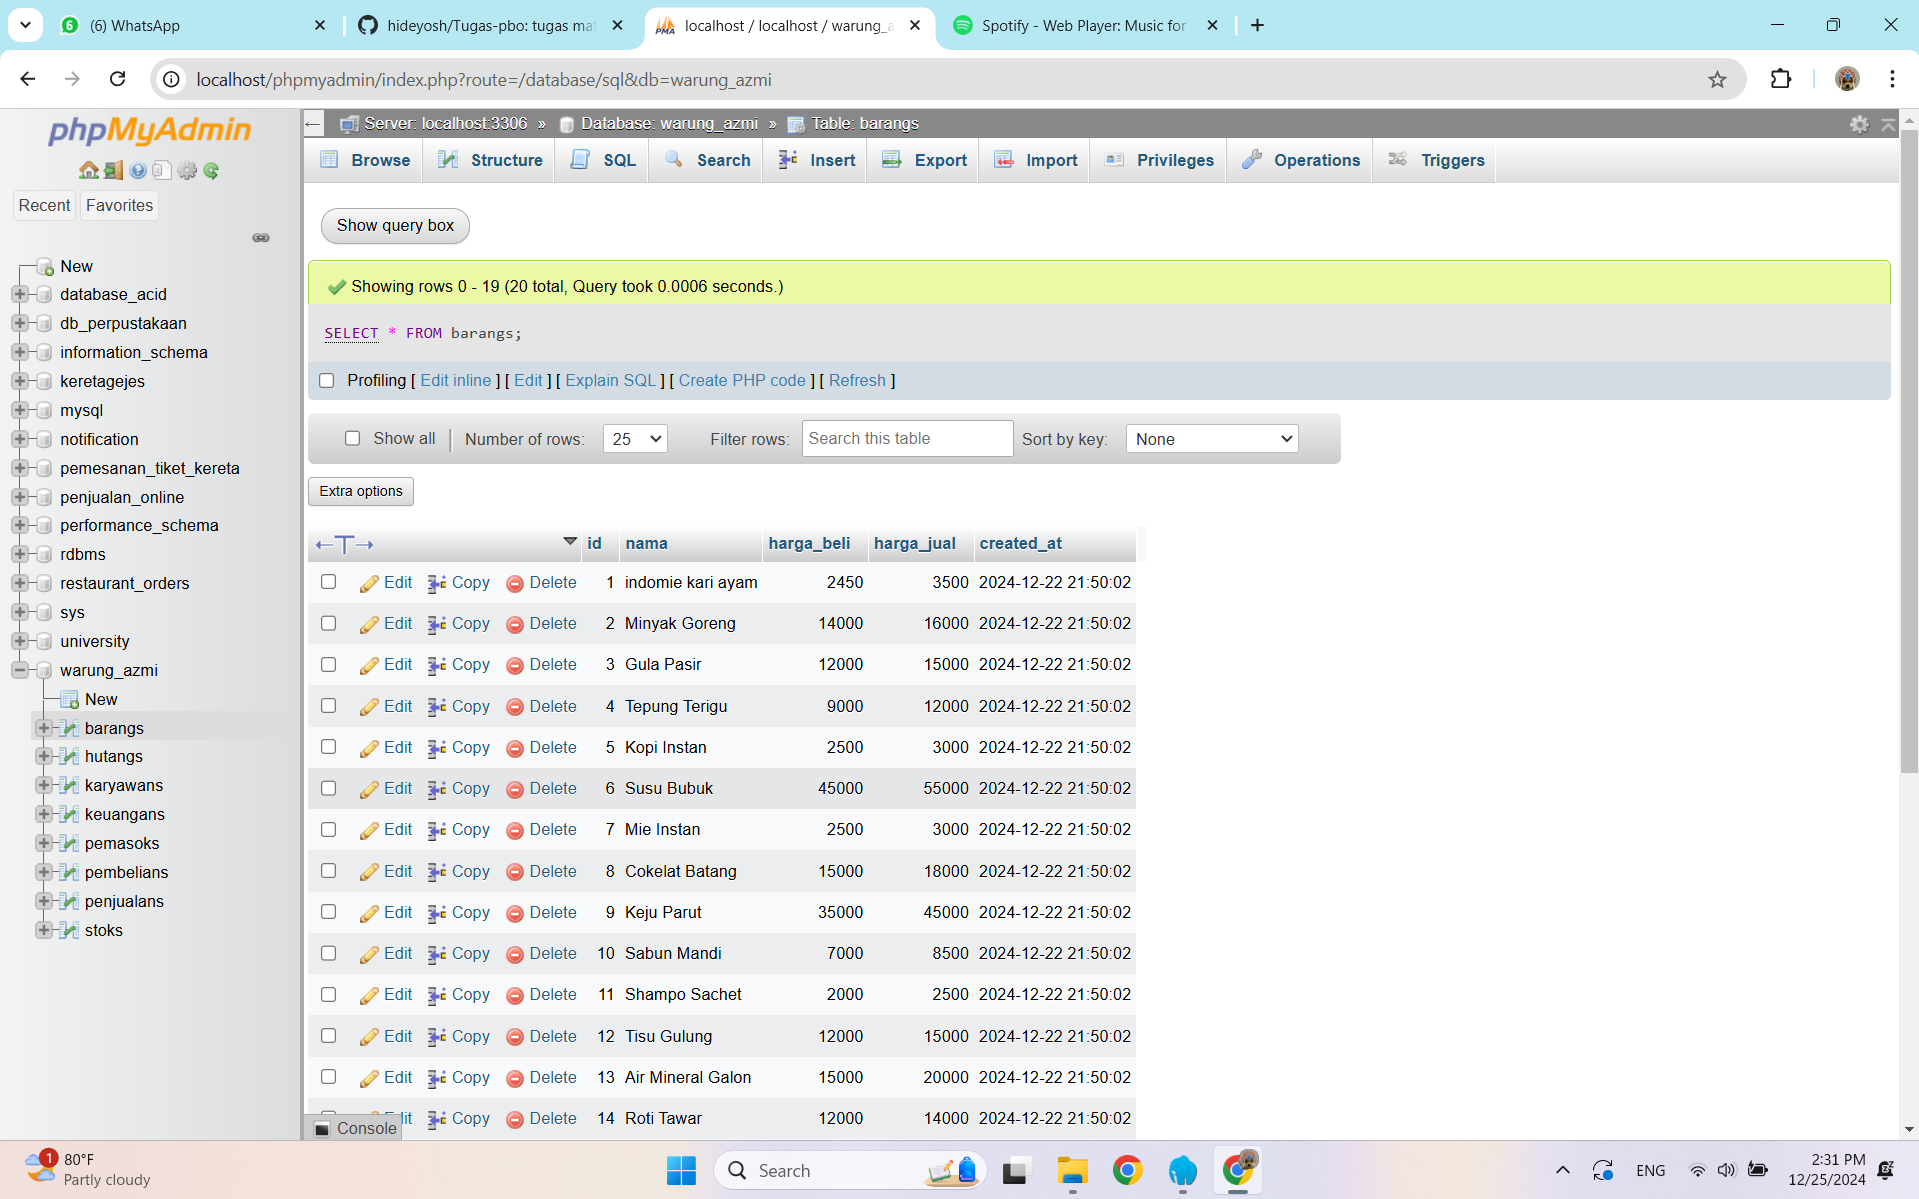 (6) WhatsApp
hideyosh/Tugas-pbo: tugas mat
localhost / localhost / warung_a
Spotify - Web Player: Music for
localhost/phpmyadmin/index.php?route=/database/sql&db=warung_azmi
phpMyAdmin
Recent Favorites
New
database_acid
db_perpustakaan
information_schema
keretagejes
mysql
notification
pemesanan_tiket_kereta
penjualan_online
performance_schema
rdbms
restaurant_orders
sys
university
warung_azmi
New
barangs
hutangs
karyawans
keuangans
pemasoks
pembelians
penjualans
stoks
Server: localhost:3306 » Database: warung_azmi » Table: barangs
Browse Structure SQL Search Insert Export Import Privileges Operations Triggers
Show query box
Showing rows 0 - 19 (20 total, Query took 0.0006 seconds.)
SELECT * FROM barangs;
Profiling [ Edit inline ] [ Edit ] [ Explain SQL ] [ Create PHP code ] [ Refresh ]
Show all | Number of rows: 25 Filter rows: Search this table Sort by key: None
Extra options
id nama harga_beli harga_jual created_at
Edit Copy Delete 1 indomie kari ayam 2450 3500 2024-12-22 21:50:02
Edit Copy Delete 2 Minyak Goreng 14000 16000 2024-12-22 21:50:02
Edit Copy Delete 3 Gula Pasir 12000 15000 2024-12-22 21:50:02
Edit Copy Delete 4 Tepung Terigu 9000 12000 2024-12-22 21:50:02
Edit Copy Delete 5 Kopi Instan 2500 3000 2024-12-22 21:50:02
Edit Copy Delete 6 Susu Bubuk 45000 55000 2024-12-22 21:50:02
Edit Copy Delete 7 Mie Instan 2500 3000 2024-12-22 21:50:02
Edit Copy Delete 8 Cokelat Batang 15000 18000 2024-12-22 21:50:02
Edit Copy Delete 9 Keju Parut 35000 45000 2024-12-22 21:50:02
Edit Copy Delete 10 Sabun Mandi 7000 8500 2024-12-22 21:50:02
Edit Copy Delete 11 Shampo Sachet 2000 2500 2024-12-22 21:50:02
Edit Copy Delete 12 Tisu Gulung 12000 15000 2024-12-22 21:50:02
Edit Copy Delete 13 Air Mineral Galon 15000 20000 2024-12-22 21:50:02
Copy Delete 14 Roti Tawar 12000 14000 2024-12-22 21:50:02
Console
1
80°F
Partly cloudy
Search
ENG
2:31 PM
12/25/2024